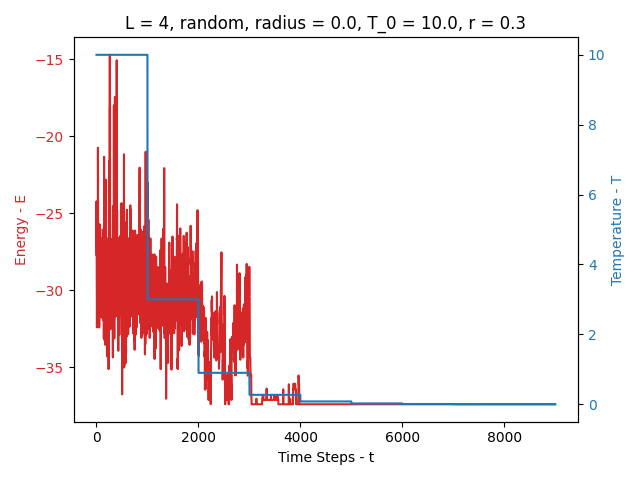 L = 4, random, radius = 0.0, T_0 = 10.0, r = 0.3
Energy - E
−15
−20
−25
−30
−35
10
8
6
4
2
0
Temperature - T
0 2000 4000 6000 8000
Time Steps - t